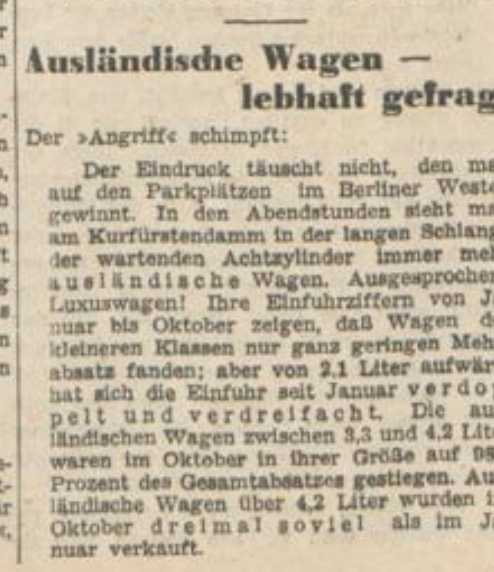 Ausländische Wagen —
lebhaft gefrag
Der »Angriff« schimpft:
Der Eindruck täuscht nicht, den ma
auf den Parkplätzen im Berliner Weste
gewinnt. In den Abendstunden sieht ma
am Kurfürstendamm in der langen Schlang
der wartenden Achtzylinder immer meh
ausländische Wagen. Ausgesprochen
Luxuswagen! Ihre Einfuhrziffern von J
nuar bis Oktober zeigen, daß Wagen d
kleineren Klassen nur ganz geringen Meh
absatz fanden; aber von 2,1 Liter aufwär
hat sich die Einfuhr seit Januar verdo
pelt und verdreifacht. Die au
ländischen Wagen zwischen 3,3 und 4,2 Lite
waren im Oktober in ihrer Größe auf 98
Prozent des Gesamtabsatzes gestiegen. Au
ländische Wagen über 4,2 Liter wurden i
Oktober dreimal soviel als im J
nuar verkauft.